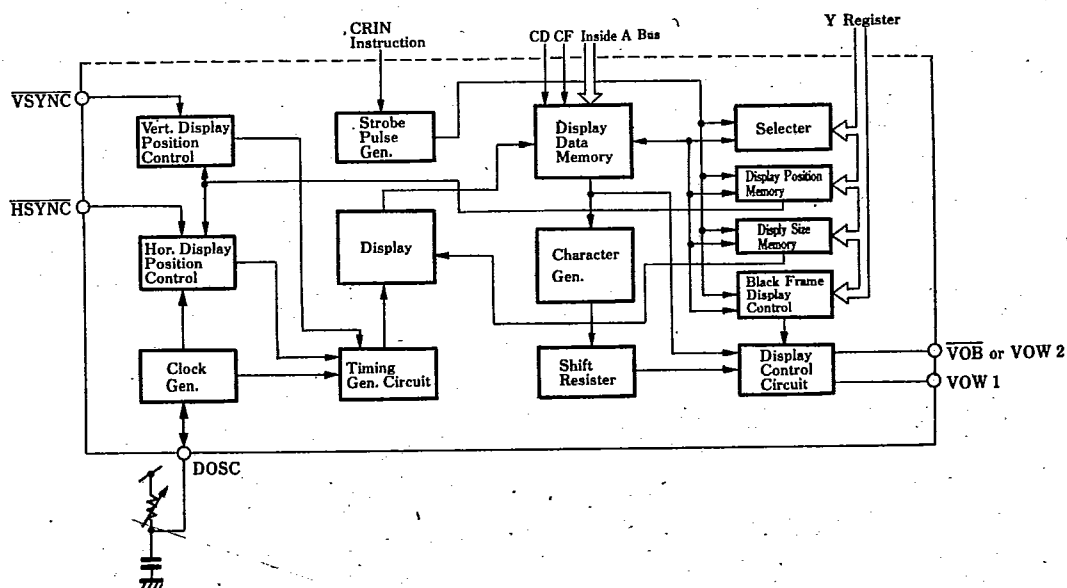 CRIN
Instruction
CD CF Inside A Bus
Y Register
VSYNC
Vert. Display
Position
Control
Strobe
Pulse
Gen.
Display
Data
Memory
Selecter
Display Position
Memory
HSYNC
Hor. Display
Position
Control
Display
Character
Gen.
Disply Size
Memory
Black Frame
Display
Control
Clock
Gen.
Timing
Gen. Circuit
Shift
Resister
Display
Control
Circuit
VOB or VOW 2
VOW 1
DOSC